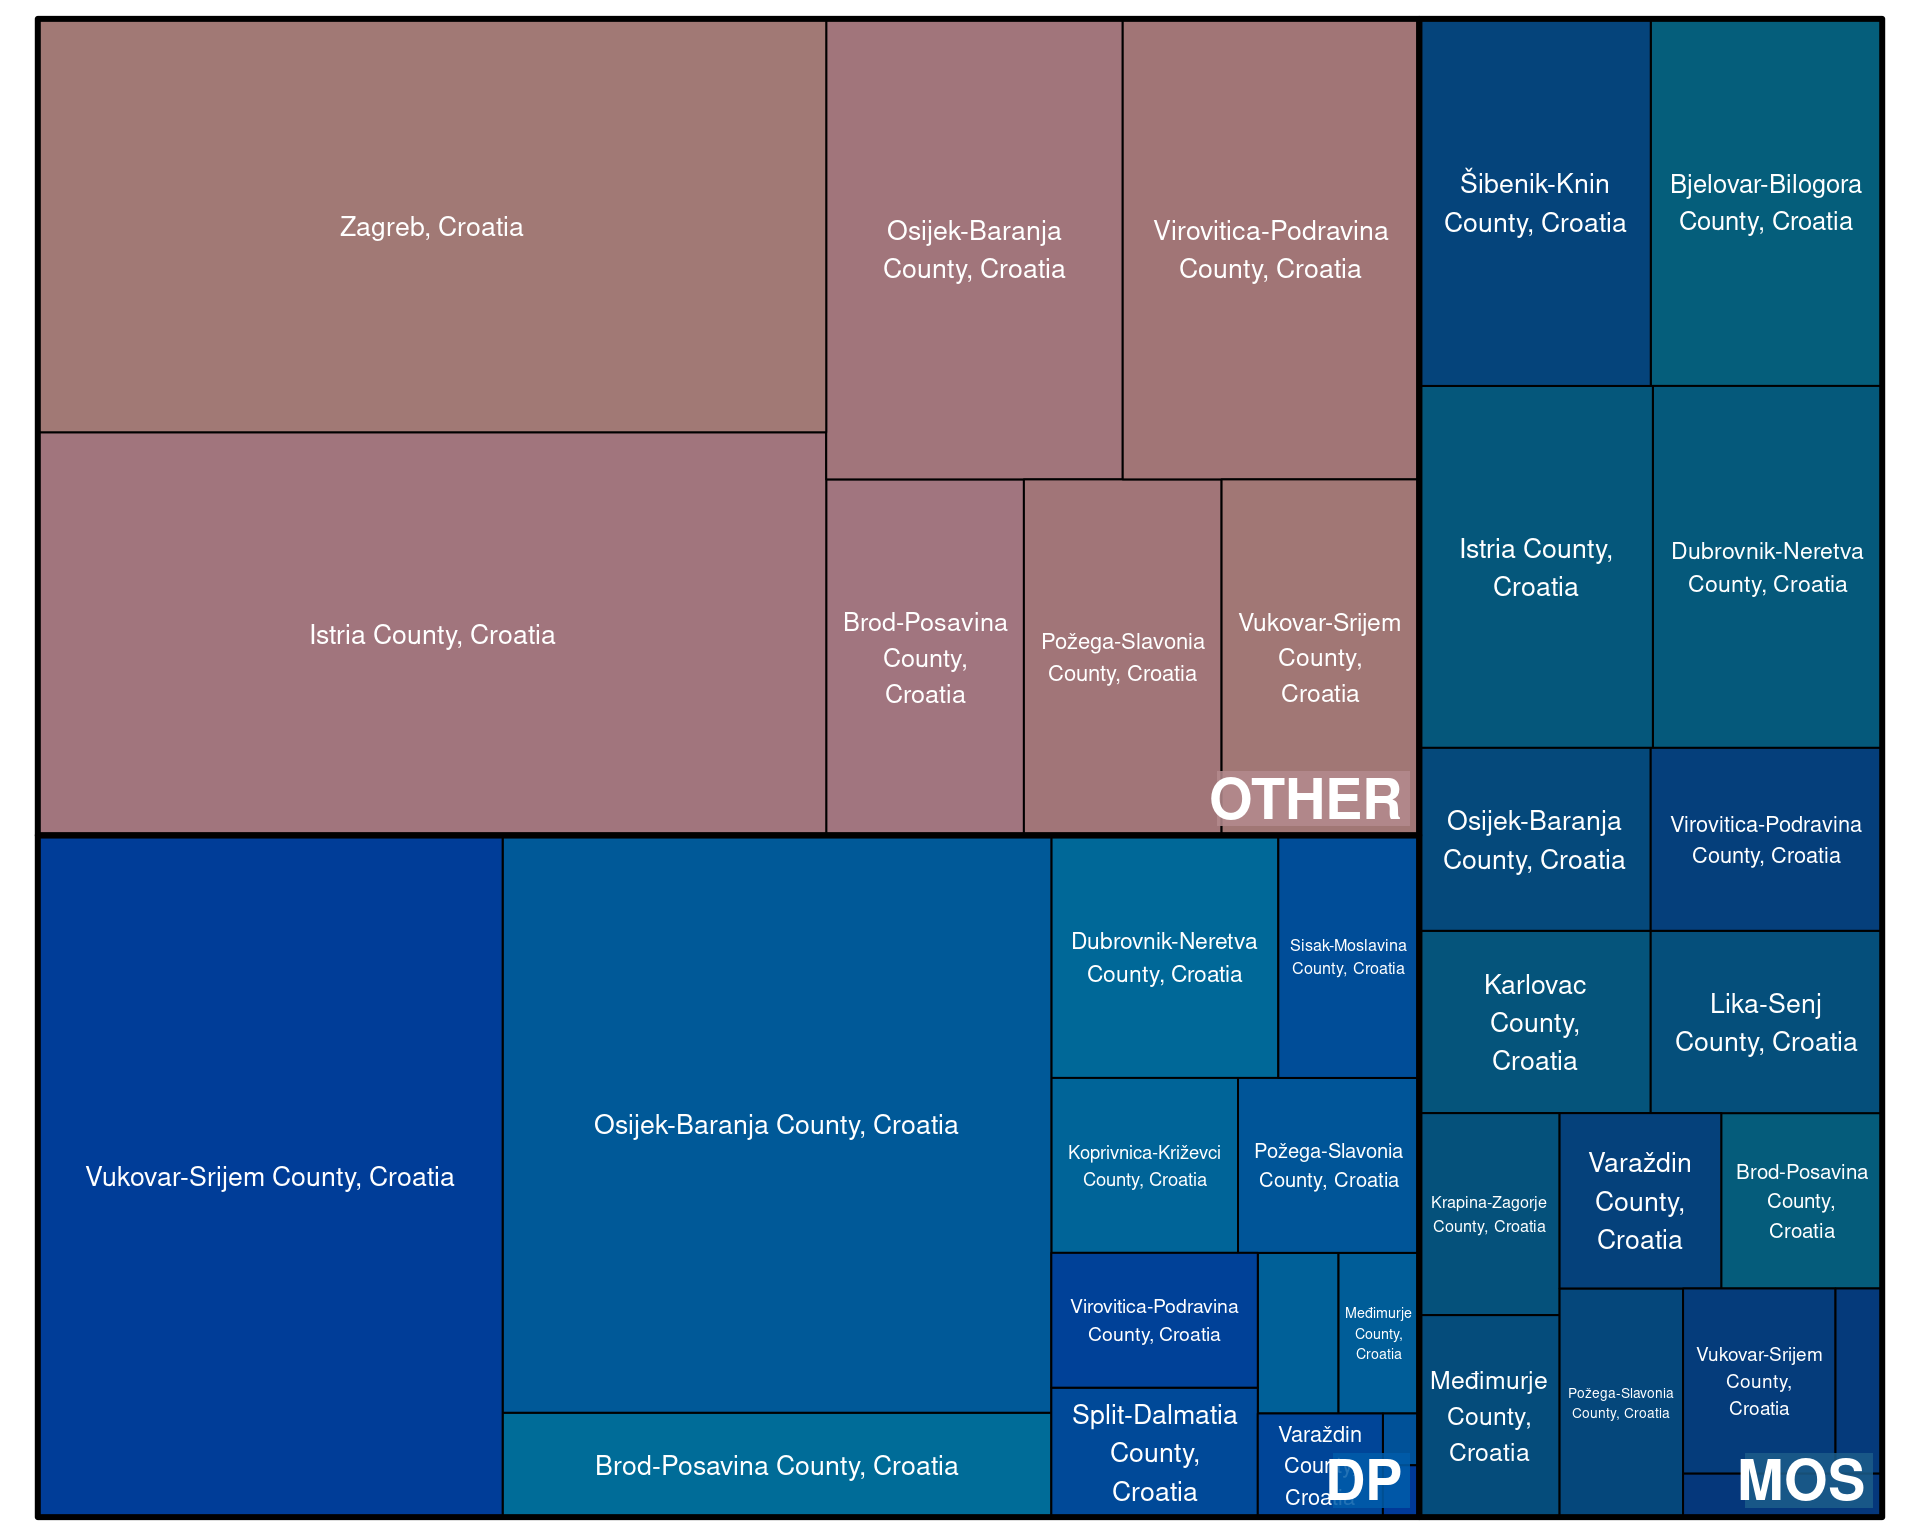 Zagreb, Croatia
Osijek-Baranja
County, Croatia
Virovitica-Podravina
County, Croatia
Istria County, Croatia
Brod-Posavina
County,
Croatia
Požega-Slavonia
County, Croatia
Vukovar-Srijem
County,
Croatia
OTHER
Vukovar-Srijem County, Croatia
Osijek-Baranja County, Croatia
Brod-Posavina County, Croatia
Dubrovnik-Neretva
County, Croatia
Sisak-Moslavina
County, Croatia
Koprivnica-Križevci
County, Croatia
Požega-Slavonia
County, Croatia
Virovitica-Podravina
County, Croatia
Međimurje
County,
Croatia
Split-Dalmatia
County,
Croatia
Varaždin
County,
Croatia
DP
Šibenik-Knin
County, Croatia
Bjelovar-Bilogora
County, Croatia
Istria County,
Croatia
Dubrovnik-Neretva
County, Croatia
Osijek-Baranja
County, Croatia
Virovitica-Podravina
County, Croatia
Karlovac
County,
Croatia
Lika-Senj
County, Croatia
Krapina-Zagorje
County, Croatia
Varaždin
County,
Croatia
Brod-Posavina
County,
Croatia
Međimurje
County,
Croatia
Požega-Slavonia
County, Croatia
Vukovar-Srijem
County,
Croatia
MOS